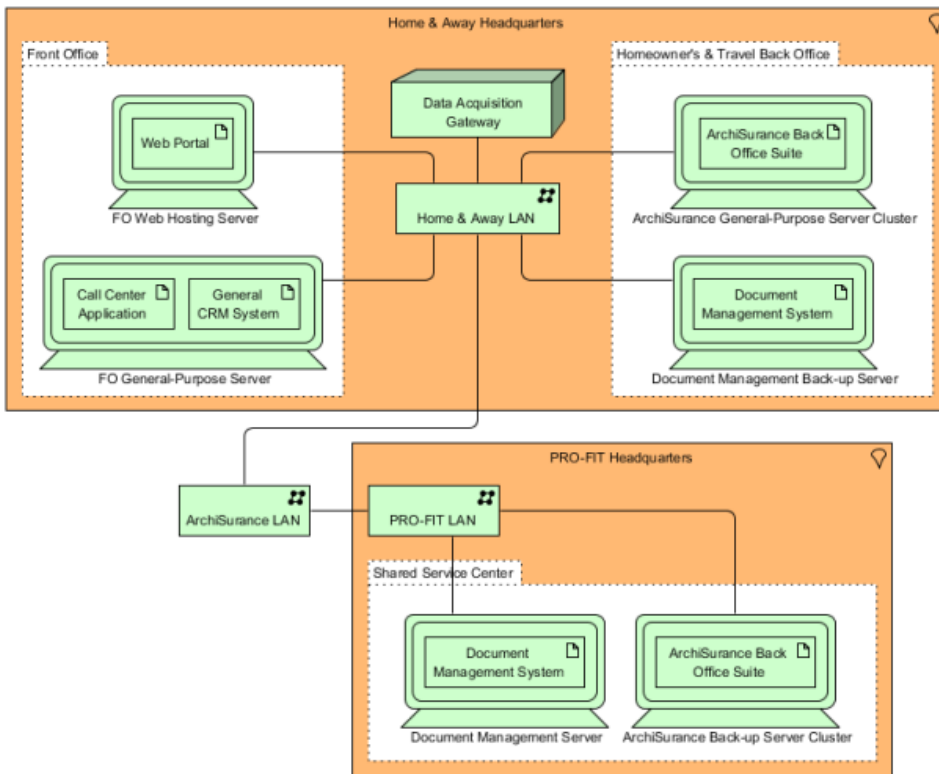 Home & Away Headquarters
Front Office
Homeowner's & Travel Back Office
Data Acquisition
Gateway
Web Portal
ArchiSurance Back
Office Suite
FO Web Hosting Server
Home & Away LAN
ArchiSurance General-Purpose Server Cluster
Call Center
Application
General
CRM System
Document
Management System
FO General-Purpose Server
Document Management Back-up Server
PRO-FIT Headquarters
ArchiSurance LAN
PRO-FIT LAN
Shared Service Center
Document
Management System
ArchiSurance Back
Office Suite
Document Management Server
ArchiSurance Back-up Server Cluster